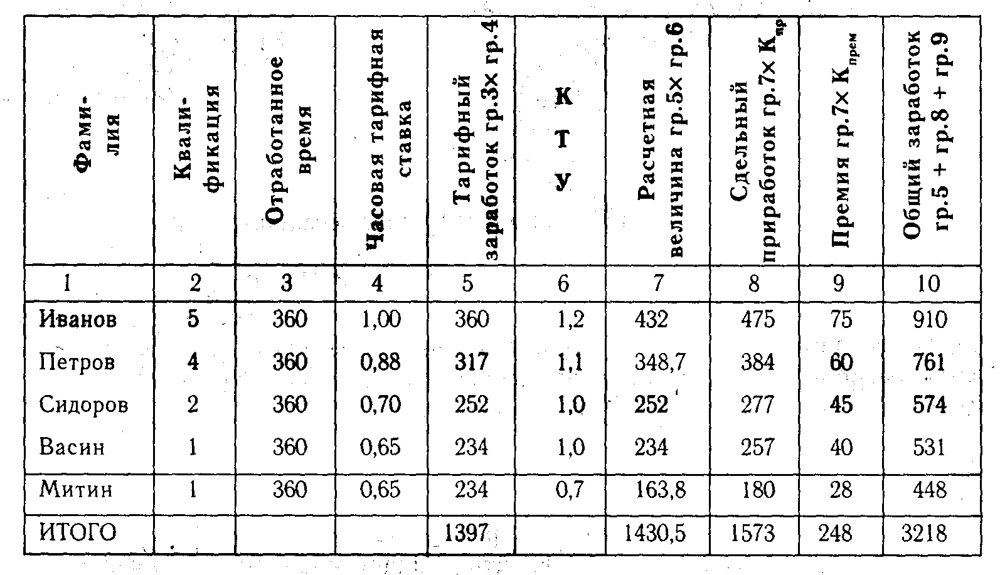 Фами-
лия
Квали-
фикация
Отработанное
время
Часовая тарифная
ставка
Тарифный
заработок гр.3× гр.4
К
Т
У
Расчетная
величина гр.5× гр.6
Сдельный
приработок гр.7× Кпр
Премия гр.7× Кпрем
Общий заработок
гр.5 + гр.8 + гр.9
1 2 3 4 5 6 7 8 9 10
Иванов 5 360 1,00 360 1,2 432 475 75 910
Петров 4 360 0,88 317 1,1 348,7 384 60 761
Сидоров 2 360 0,70 252 1,0 252 277 45 574
Васин 1 360 0,65 234 1,0 234 257 40 531
Митин 1 360 0,65 234 0,7 163,8 180 28 448
ИТОГО 1397 1430,5 1573 248 3218